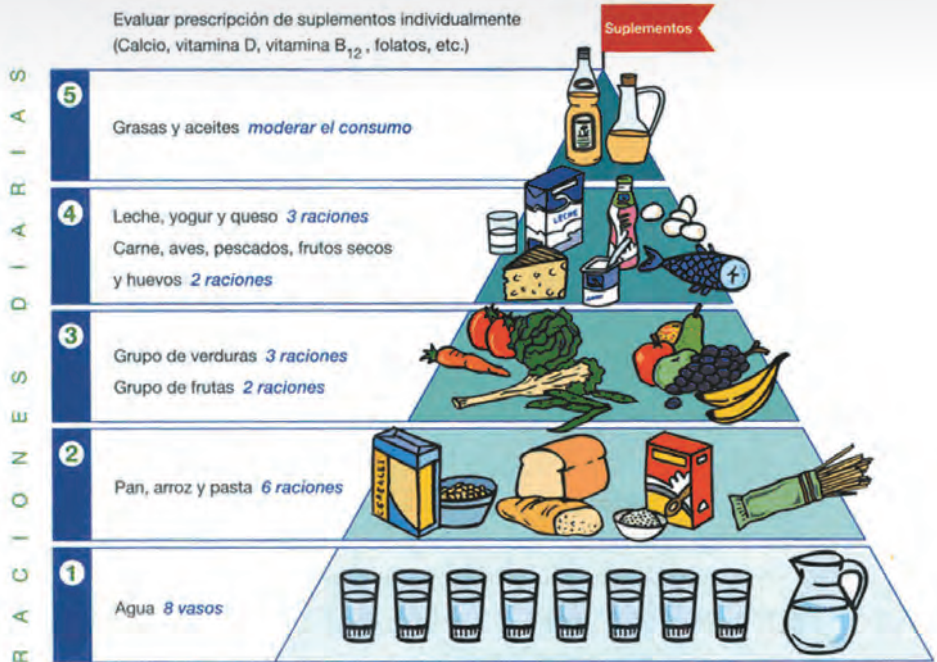 Evaluar prescripción de suplementos individualmente
(Calcio, vitamina D, vitamina B12, folatos, etc.)
Suplementos
RACIONES DIARIAS
5
Grasas y aceites moderar el consumo
4
Leche, yogur y queso 3 raciones
Carne, aves, pescados, frutos secos
y huevos 2 raciones
LECHE
3
Grupo de verduras 3 raciones
Grupo de frutas 2 raciones
2
Pan, arroz y pasta 6 raciones
CEREALES
1
Agua 8 vasos